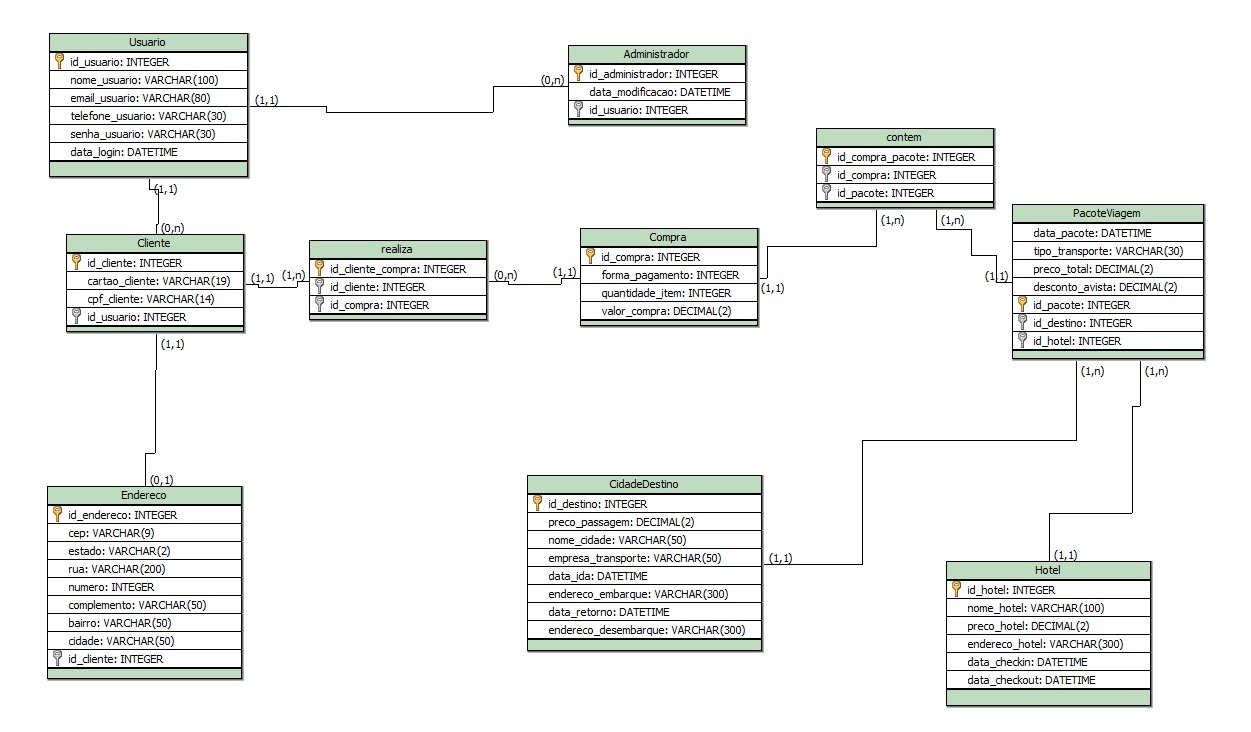 Usuario
id_usuario: INTEGER
nome_usuario: VARCHAR(100)
email_usuario: VARCHAR(80)
telefone_usuario: VARCHAR(30)
senha_usuario: VARCHAR(30)
data_login: DATETIME
(1,1)
(0,n)
Administrador
id_administrador: INTEGER
data_modificacao: DATETIME
id_usuario: INTEGER
(1,1)
(0,n)
Cliente
id_cliente: INTEGER
cartao_cliente: VARCHAR(19)
cpf_cliente: VARCHAR(14)
id_usuario: INTEGER
(1,1)
(1,n)
realiza
id_cliente_compra: INTEGER
id_cliente: INTEGER
id_compra: INTEGER
(0,n)
(1,1)
Compra
id_compra: INTEGER
forma_pagamento: INTEGER
quantidade_item: INTEGER
valor_compra: DECIMAL(2)
(1,1)
contem
id_compra_pacote: INTEGER
id_compra: INTEGER
id_pacote: INTEGER
(1,n)
(1,n)
(1,1)
PacoteViagem
data_pacote: DATETIME
tipo_transporte: VARCHAR(30)
preco_total: DECIMAL(2)
desconto_avista: DECIMAL(2)
id_pacote: INTEGER
id_destino: INTEGER
id_hotel: INTEGER
(1,n)
(1,n)
(1,1)
(0,1)
Endereco
id_endereco: INTEGER
cep: VARCHAR(9)
estado: VARCHAR(2)
rua: VARCHAR(200)
numero: INTEGER
complemento: VARCHAR(50)
bairro: VARCHAR(50)
cidade: VARCHAR(50)
id_cliente: INTEGER
CidadeDestino
id_destino: INTEGER
preco_passagem: DECIMAL(2)
nome_cidade: VARCHAR(50)
empresa_transporte: VARCHAR(50)
data_ida: DATETIME
endereco_embarque: VARCHAR(300)
data_retorno: DATETIME
endereco_desembarque: VARCHAR(300)
(1,1)
(1,1)
Hotel
id_hotel: INTEGER
nome_hotel: VARCHAR(100)
preco_hotel: DECIMAL(2)
endereco_hotel: VARCHAR(300)
data_checkin: DATETIME
data_checkout: DATETIME